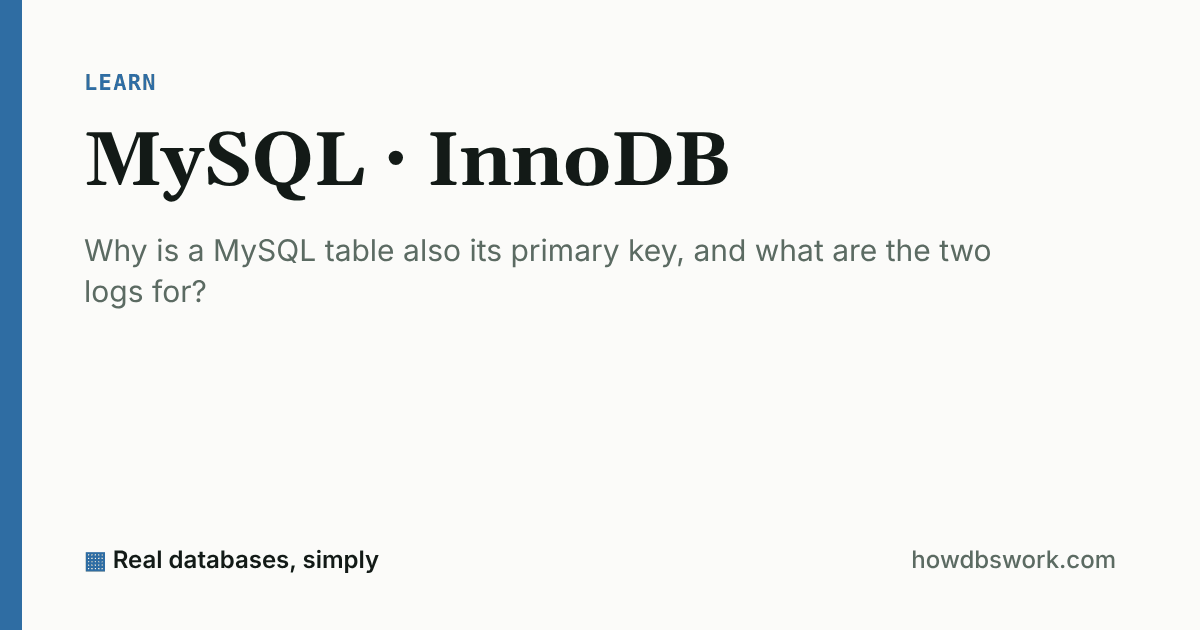 LEARN
MySQL · InnoDB
Why is a MySQL table also its primary key, and what are the two
logs for?
Real databases, simply
howdbswork.com